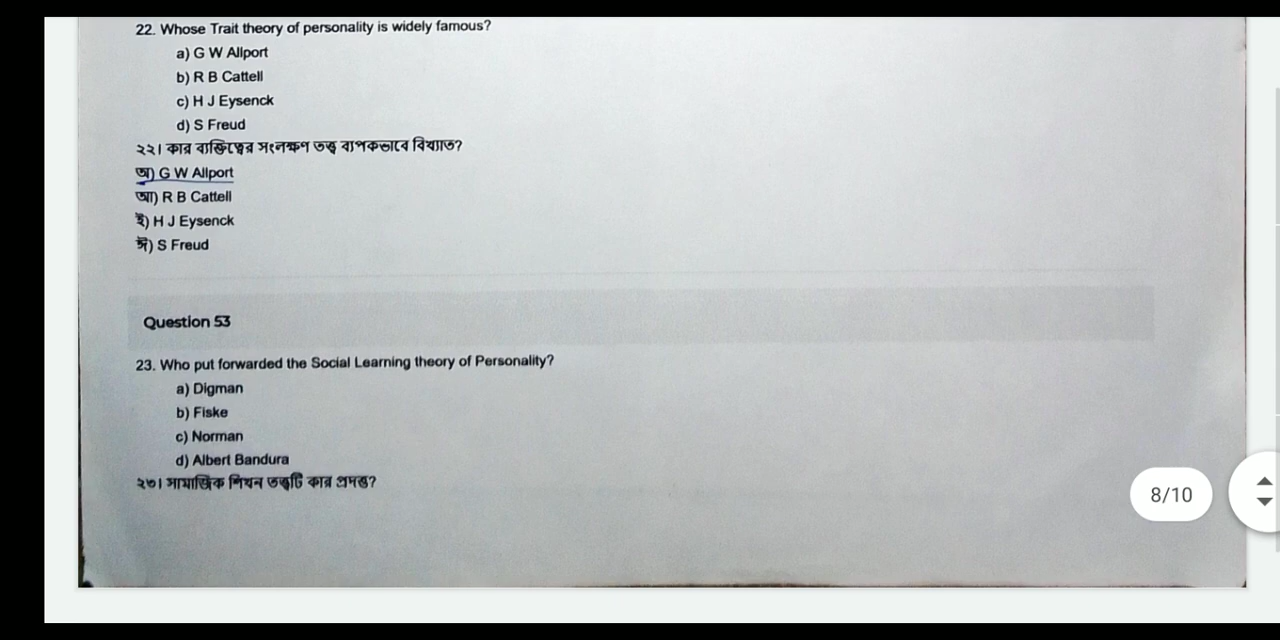 22. Whose Trait theory of personality is widely famous?
a) G W Allport
b) R B Cattell
c) H J Eysenck
d) S Freud
২২। কার ব্যক্তিত্বের সংলক্ষণ তত্ত্ব ব্যাপকভাবে বিখ্যাত?
অ) G W Allport
আ) R B Cattell
ই) H J Eysenck
ঈ) S Freud
Question 53
23. Who put forwarded the Social Learning theory of Personality?
a) Digman
b) Fiske
c) Norman
d) Albert Bandura
২৩। সামাজিক শিখন তত্ত্বটি কার প্রদত্ত?
8/10